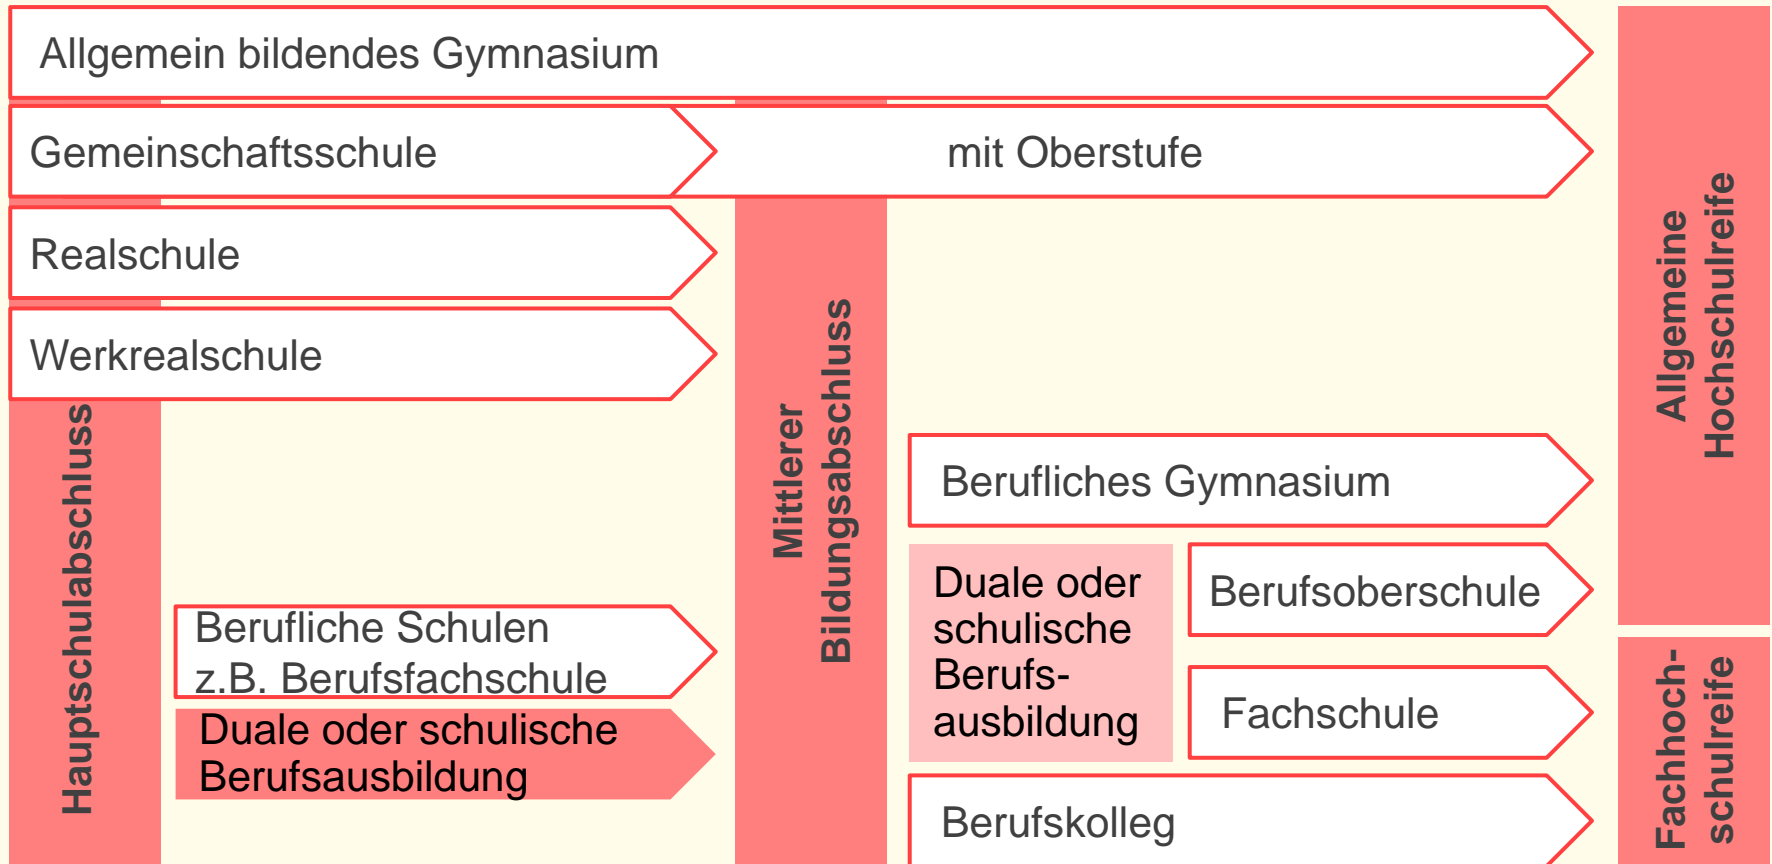 Allgemein bildendes Gymnasium
Gemeinschaftsschule
mit Oberstufe
Realschule
Werkrealschule
Hauptschulabschluss
Berufliche Schulen
z.B. Berufsfachschule
Duale oder schulische
Berufsausbildung
Mittlerer
Bildungsabschluss
Berufliches Gymnasium
Duale oder
schulische
Berufs-
ausbildung
Berufsoberschule
Fachschule
Berufskolleg
Allgemeine
Hochschulreife
Fachhoch-
schulreife